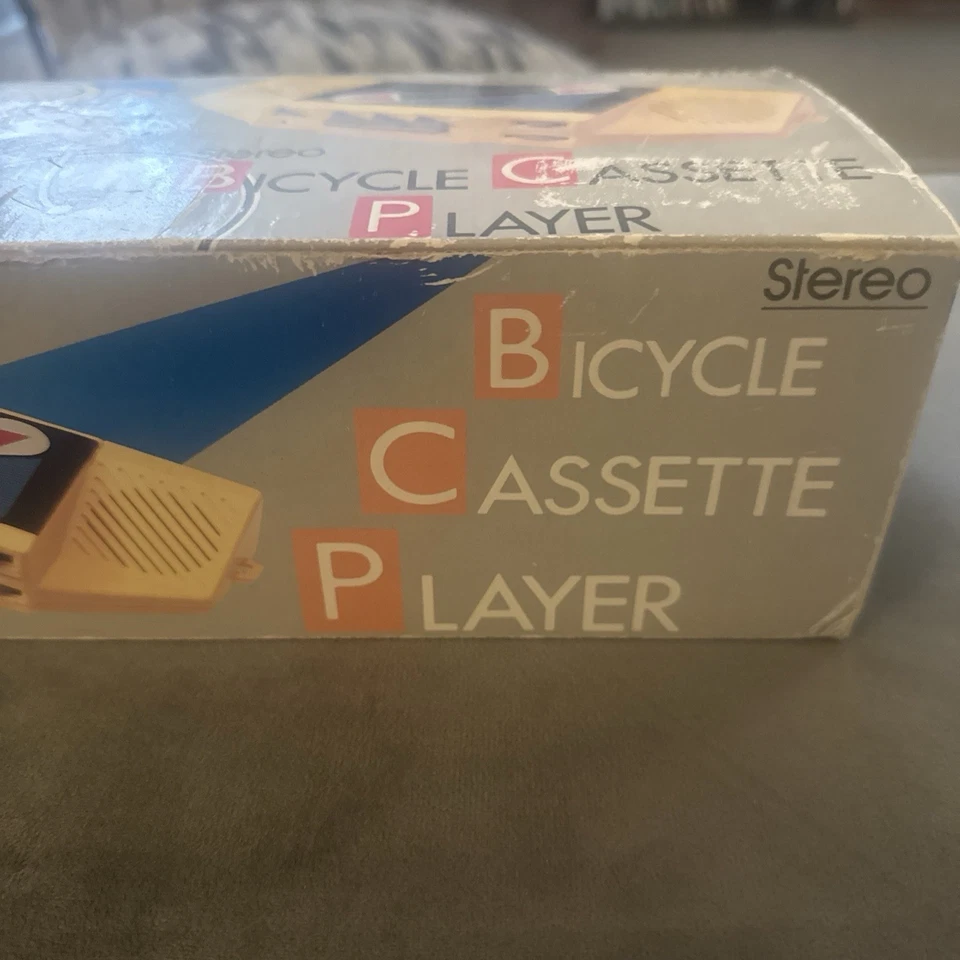 Stereo
BICYCLE CASSETTE
PLAYER
Stereo
BICYCLE
CASSETTE
PLAYER